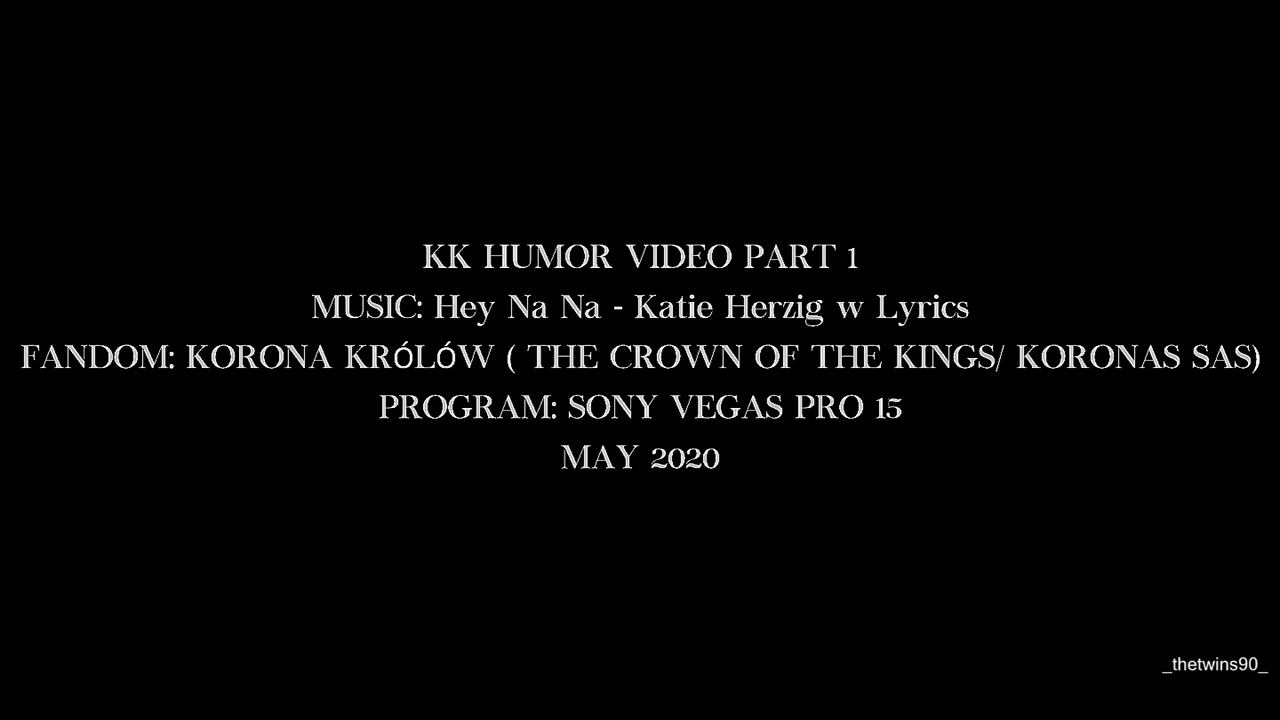 KK HUMOR VIDEO PART 1
MUSIC: Hey Na Na - Katie Herzig w Lyrics
FANDOM: KORONA KRÓLÓW ( THE CROWN OF THE KINGS/ KORONAS SAS)
PROGRAM: SONY VEGAS PRO 15
MAY 2020
_thetwins90_